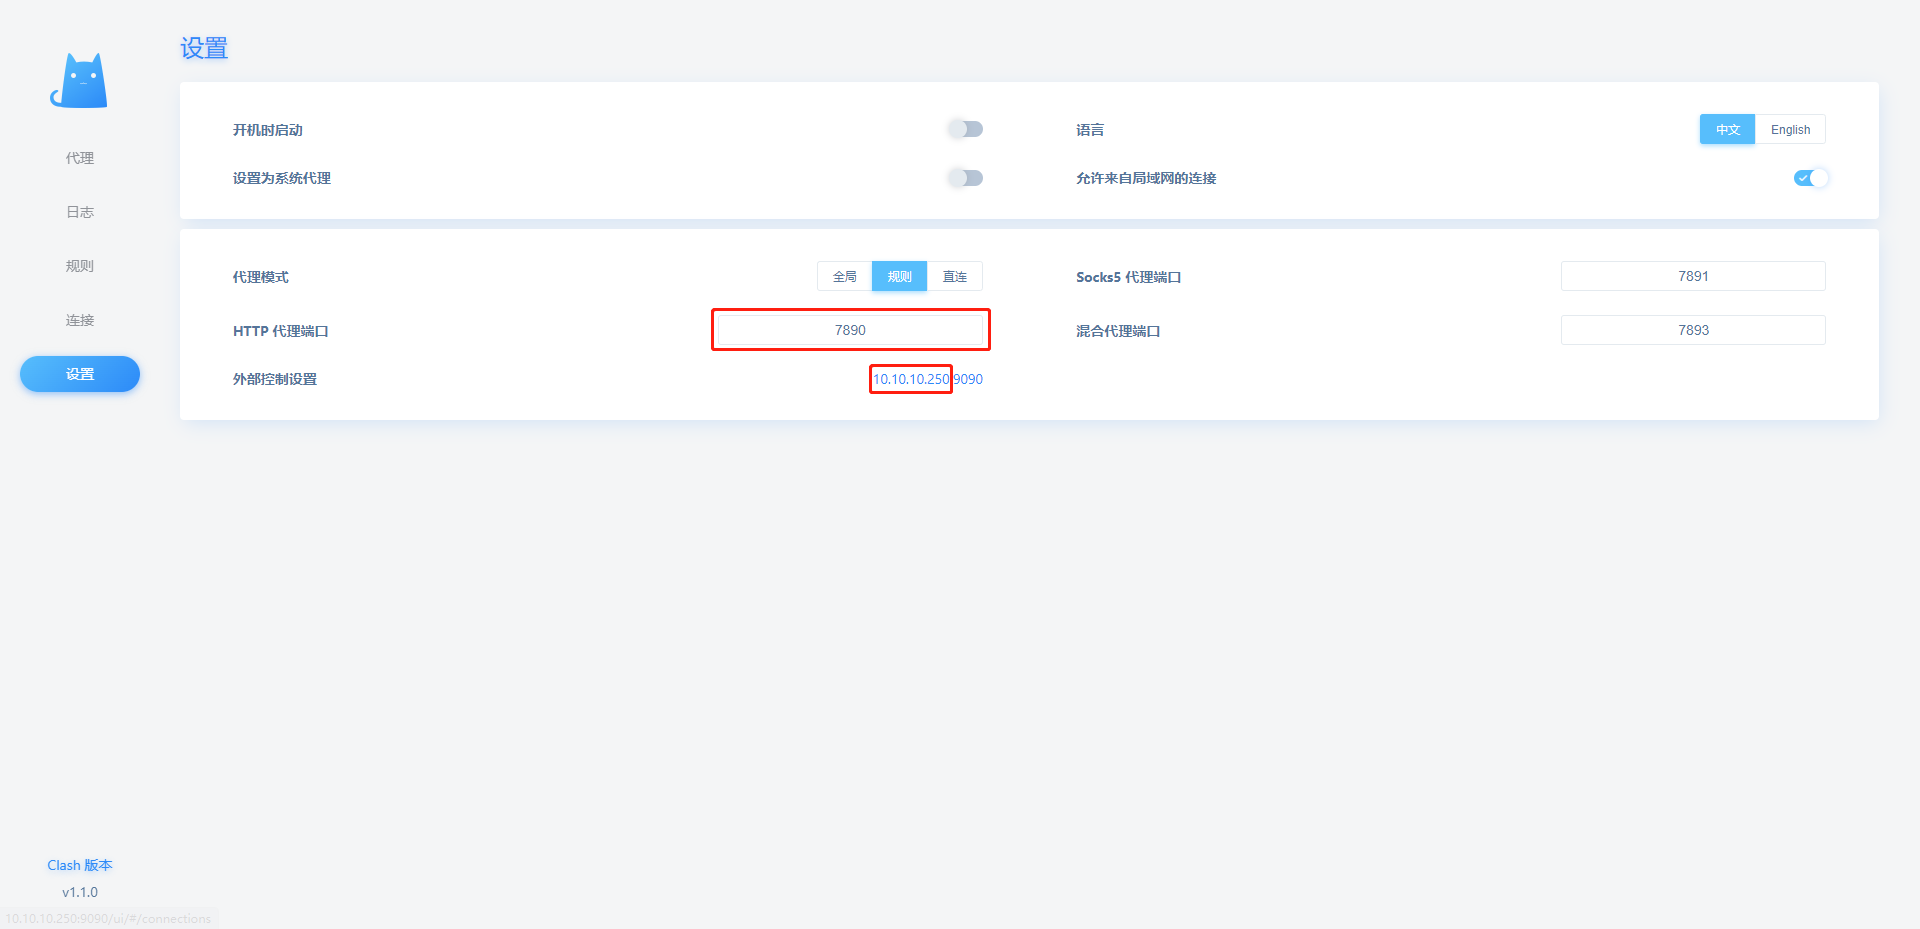 设置
代理
日志
规则
连接
设置
开机时启动
语言
中文 English
设置为系统代理
允许来自局域网的连接
代理模式
全局 规则 直连
Socks5 代理端口
7891
HTTP 代理端口
7890
混合代理端口
7893
外部控制设置
10.10.10.250:9090
Clash 版本
v1.1.0
10.10.10.250:9090/ui/#/connections